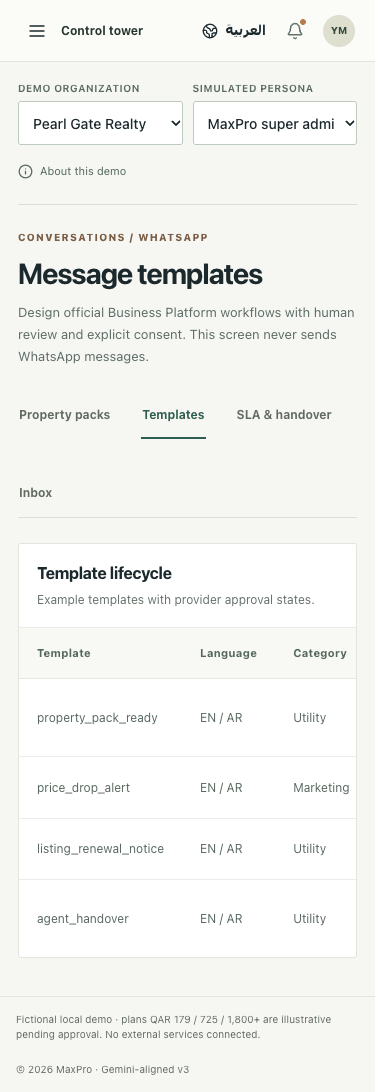 Control tower
العربية
YM
DEMO ORGANIZATION
SIMULATED PERSONA
Pearl Gate Realty
MaxPro super admi
About this demo
CONVERSATIONS / WHATSAPP
Message templates
Design official Business Platform workflows with human
review and explicit consent. This screen never sends
WhatsApp messages.
Property packs
Templates
SLA & handover
Inbox
Template lifecycle
Example templates with provider approval states.
Template Language Category
property_pack_ready EN / AR Utility
price_drop_alert EN / AR Marketing
listing_renewal_notice EN / AR Utility
agent_handover EN / AR Utility
Fictional local demo · plans QAR 179 / 725 / 1,800+ are illustrative
pending approval. No external services connected.
© 2026 MaxPro · Gemini-aligned v3